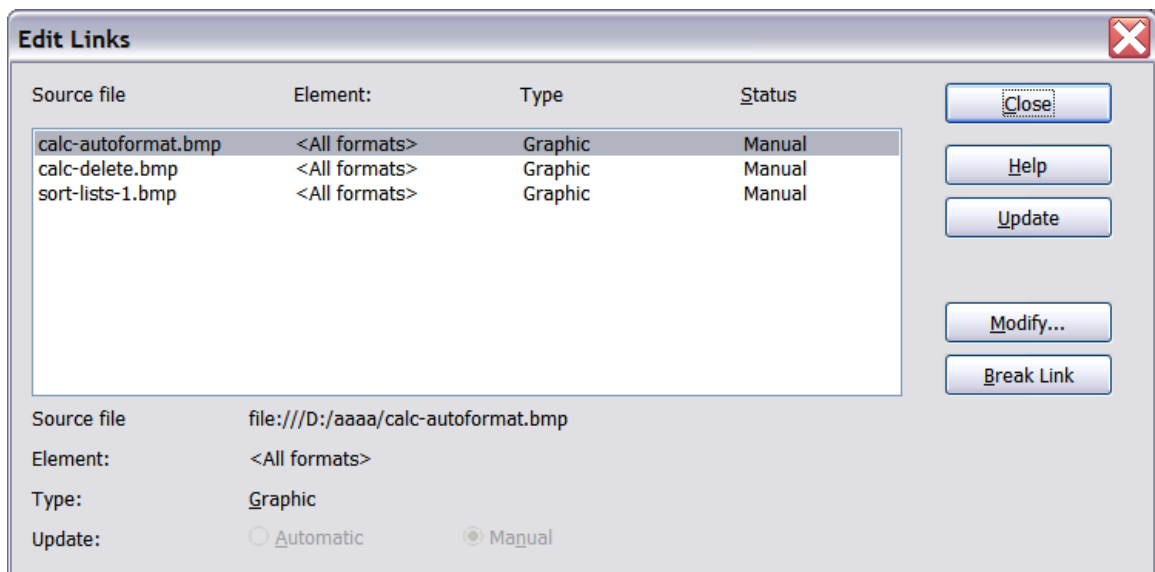 Edit Links
Source file Element: Type Status
Close
calc-autoformat.bmp <All formats> Graphic Manual
calc-delete.bmp <All formats> Graphic Manual
Help
sort-lists-1.bmp <All formats> Graphic Manual
Update
Modify...
Break Link
Source file file:///D:/aaaa/calc-autoformat.bmp
Element: <All formats>
Type: Graphic
Update: Automatic Manual